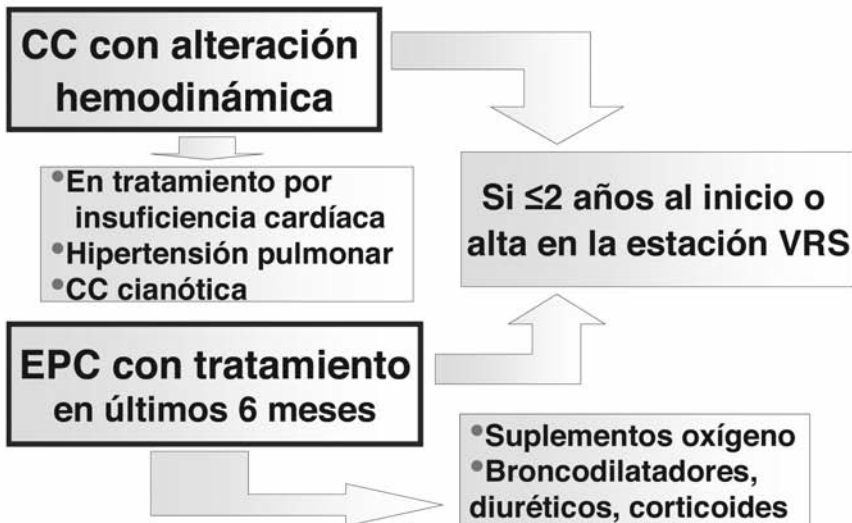 CC con alteración
hemodinámica
•En tratamiento por
insuficiencia cardíaca
•Hipertensión pulmonar
•CC cianótica
Si ≤2 años al inicio o
alta en la estación VRS
EPC con tratamiento
en últimos 6 meses
•Suplementos oxígeno
•Broncodilatadores,
diuréticos, corticoides